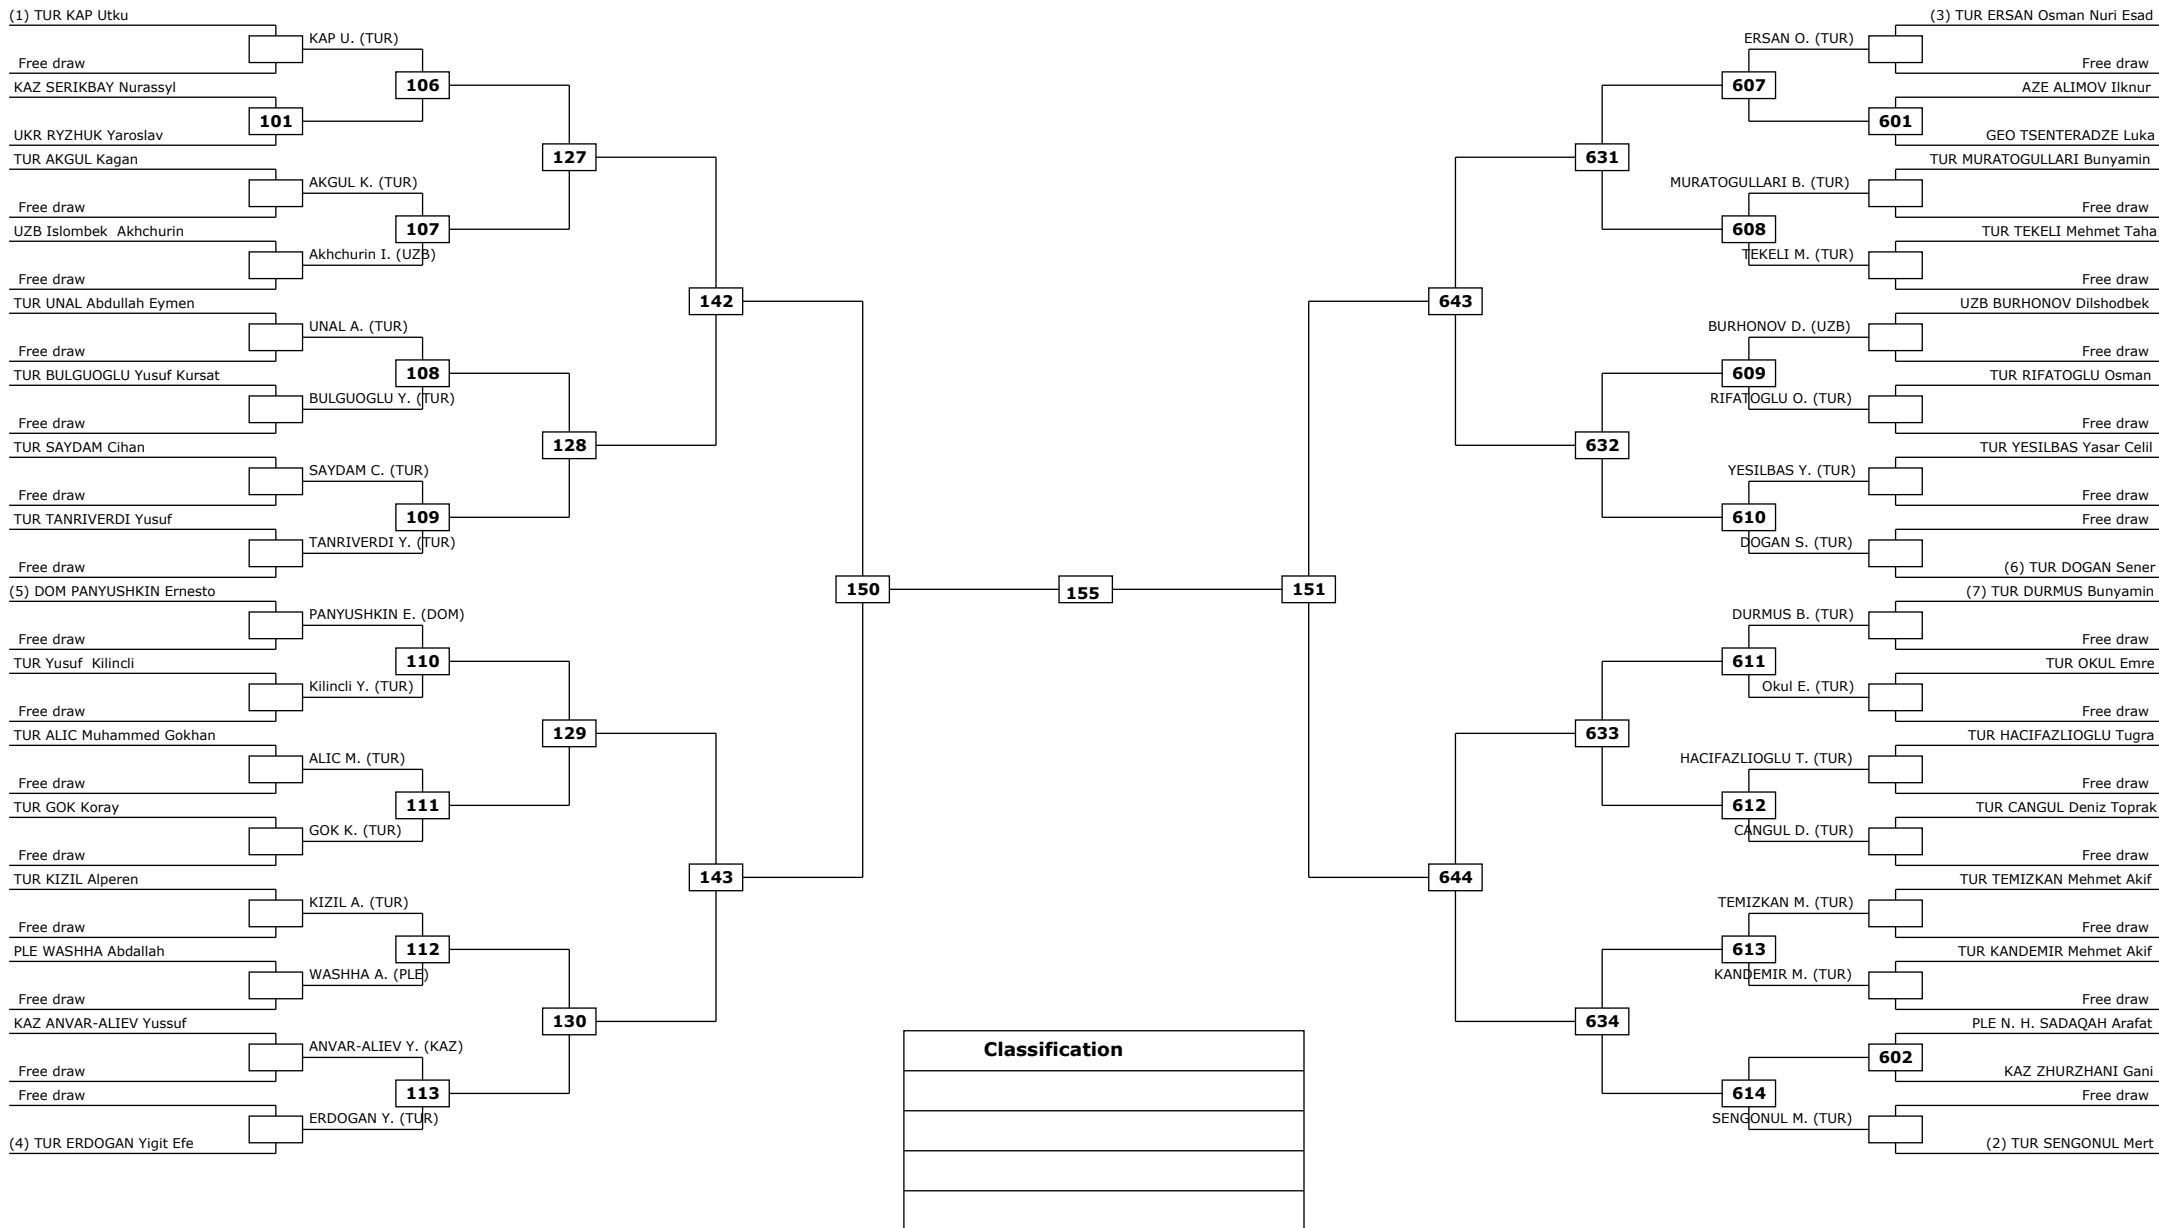 (1) TUR KAP Utku
Free draw
KAP U. (TUR)
KAZ SERIKBAY Nurassyl
UKR RYZHUK Yaroslav
101
106
TUR AKGUL Kagan
Free draw
AKGUL K. (TUR)
UZB Islombek  Akhchurin
Free draw
Akhchurin I. (UZB)
107
127
TUR UNAL Abdullah Eymen
Free draw
UNAL A. (TUR)
TUR BULGUOGLU Yusuf Kursat
Free draw
BULGUOGLU Y. (TUR)
108
TUR SAYDAM Cihan
Free draw
SAYDAM C. (TUR)
TUR TANRIVERDI Yusuf
Free draw
TANRIVERDI Y. (TUR)
109
128
142
(5) DOM PANYUSHKIN Ernesto
Free draw
PANYUSHKIN E. (DOM)
TUR Yusuf  Kilincli
Free draw
Kilincli Y. (TUR)
110
TUR ALIC Muhammed Gokhan
Free draw
ALIC M. (TUR)
TUR GOK Koray
Free draw
GOK K. (TUR)
111
129
TUR KIZIL Alperen
Free draw
KIZIL A. (TUR)
PLE WASHHA Abdallah
Free draw
WASHHA A. (PLE)
112
KAZ ANVAR-ALIEV Yussuf
Free draw
ANVAR-ALIEV Y. (KAZ)
Free draw
(4) TUR ERDOGAN Yigit Efe
ERDOGAN Y. (TUR)
113
130
143
150
155
151
(3) TUR ERSAN Osman Nuri Esad
Free draw
ERSAN O. (TUR)
AZE ALIMOV Ilknur
GEO TSENTERADZE Luka
601
607
TUR MURATOGULLARI Bunyamin
Free draw
MURATOGULLARI B. (TUR)
TUR TEKELI Mehmet Taha
Free draw
TEKELI M. (TUR)
608
631
UZB BURHONOV Dilshodbek
Free draw
BURHONOV D. (UZB)
TUR RIFATOGLU Osman
Free draw
RIFATOGLU O. (TUR)
609
TUR YESILBAS Yasar Celil
Free draw
YESILBAS Y. (TUR)
Free draw
(6) TUR DOGAN Sener
DOGAN S. (TUR)
610
632
643
(7) TUR DURMUS Bunyamin
Free draw
DURMUS B. (TUR)
TUR OKUL Emre
Free draw
Okul E. (TUR)
611
TUR HACIFAZLIOGLU Tugra
Free draw
HACIFAZLIOGLU T. (TUR)
TUR CANGUL Deniz Toprak
Free draw
CANGUL D. (TUR)
612
633
TUR TEMIZKAN Mehmet Akif
Free draw
TEMIZKAN M. (TUR)
TUR KANDEMIR Mehmet Akif
Free draw
KANDEMIR M. (TUR)
613
PLE N. H. SADAQAH Arafat
KAZ ZHURZHANI Gani
602
Free draw
(2) TUR SENGONUL Mert
SENGONUL M. (TUR)
614
634
644
Classification